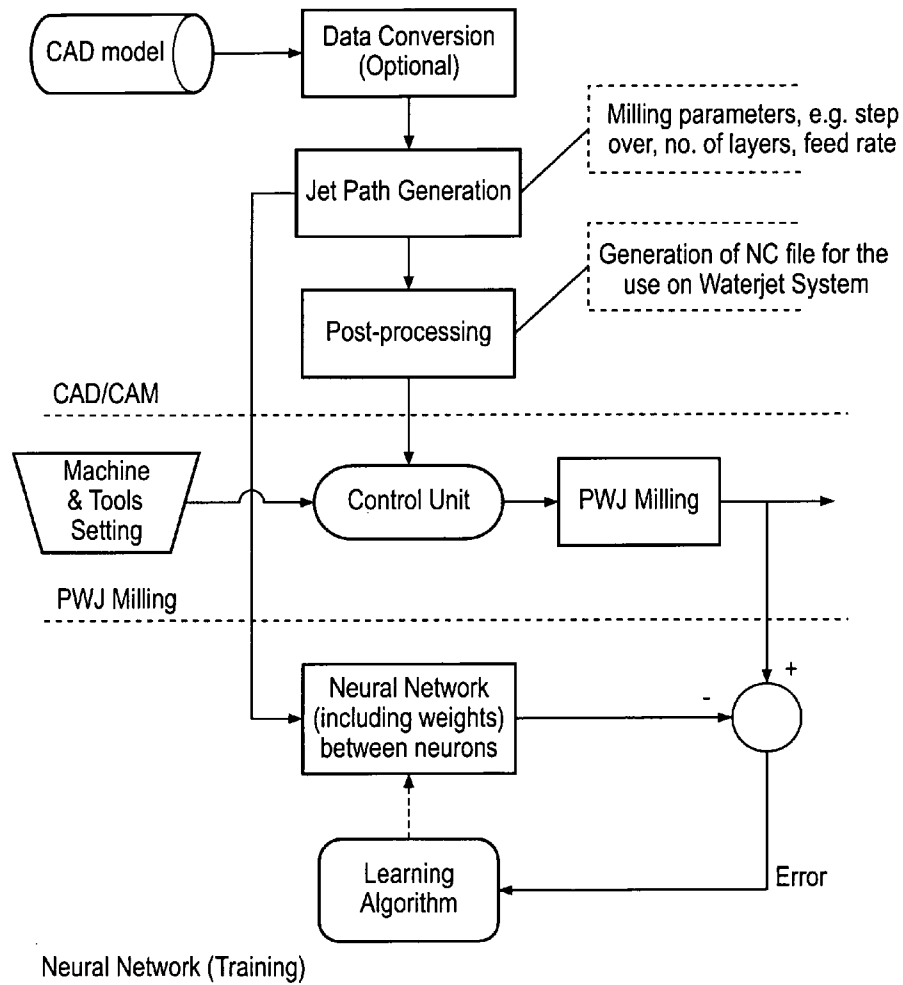 CAD model
Data Conversion
(Optional)
Milling parameters, e.g. step
over, no. of layers, feed rate
Jet Path Generation
Generation of NC file for the
use on Waterjet System
Post-processing
CAD/CAM
Machine
& Tools
Setting
Control Unit
PWJ Milling
PWJ Milling
+
-
Neural Network
(including weights)
between neurons
Learning
Algorithm
Error
Neural Network (Training)